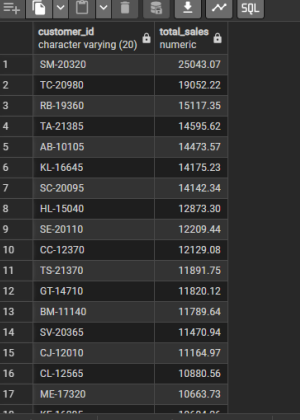 SQL
customer_id total_sales
character varying (20) numeric
1 SM-20320 25043.07
2 TC-20980 19052.22
3 RB-19360 15117.35
4 TA-21385 14595.62
5 AB-10105 14473.57
6 KL-16645 14175.23
7 SC-20095 14142.34
8 HL-15040 12873.30
9 SE-20110 12209.44
10 CC-12370 12129.08
11 TS-21370 11891.75
12 GT-14710 11820.12
13 BM-11140 11789.64
14 SV-20365 11470.94
15 CJ-12010 11164.97
16 CL-12565 10880.56
17 ME-17320 10663.73